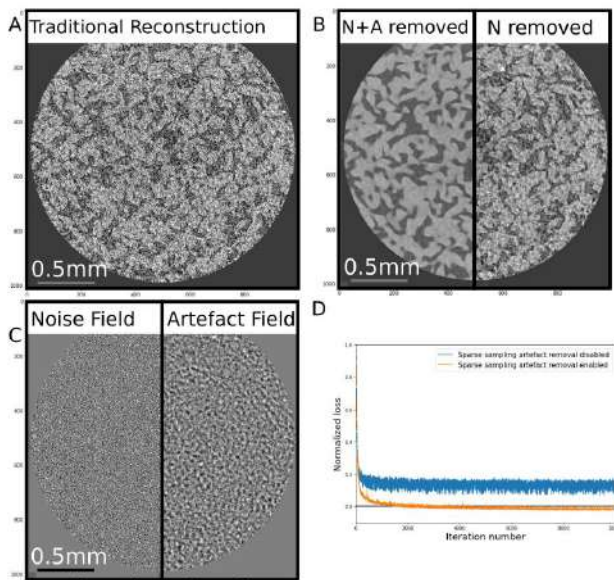 A
Traditional Reconstruction
0.5mm
B
N+A removed
N removed
0.5mm
C
Noise Field
Artefact Field
0.5mm
D
Sparse sampling artefact removal disabled
Sparse sampling artefact removal enabled
Normalized loss
Iteration number